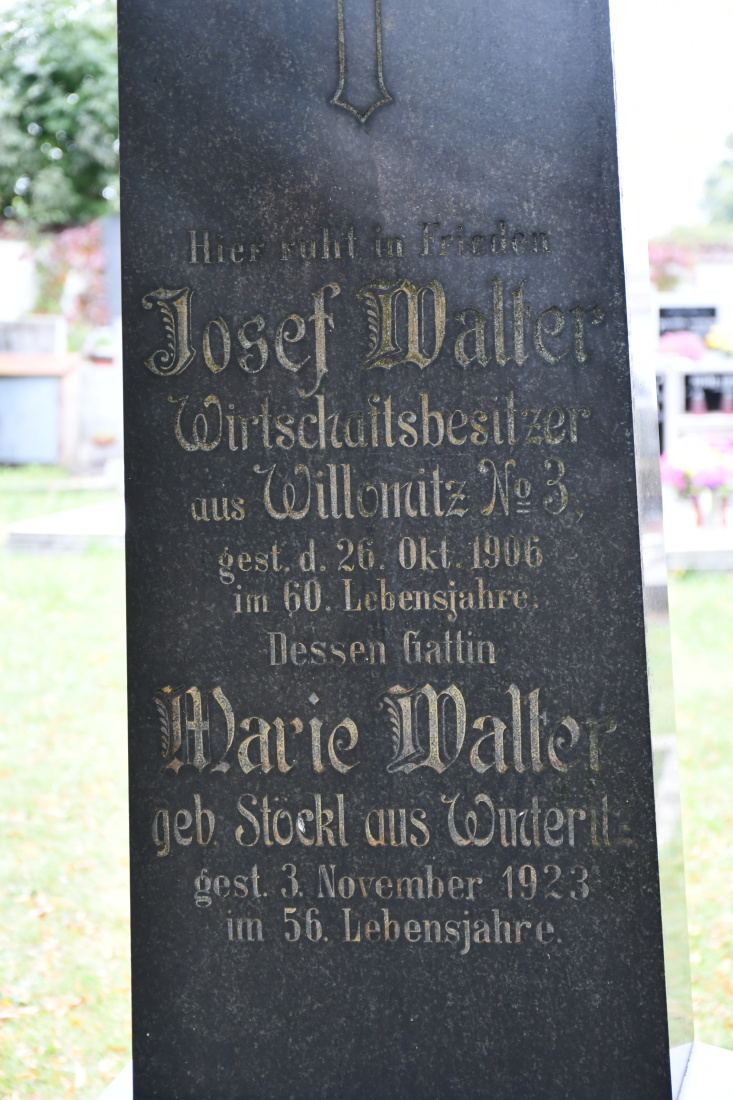 Hier ruht in Frieden
Josef Walter
Wirtschaftsbesitzer
aus Willomitz No 3,
gest. d. 26. Okt. 1906
im 60. Lebensjahre.
Dessen Gattin
Marie Walter
geb. Stöckl aus Winteritz
gest. 3. November 1923
im 56. Lebensjahre.